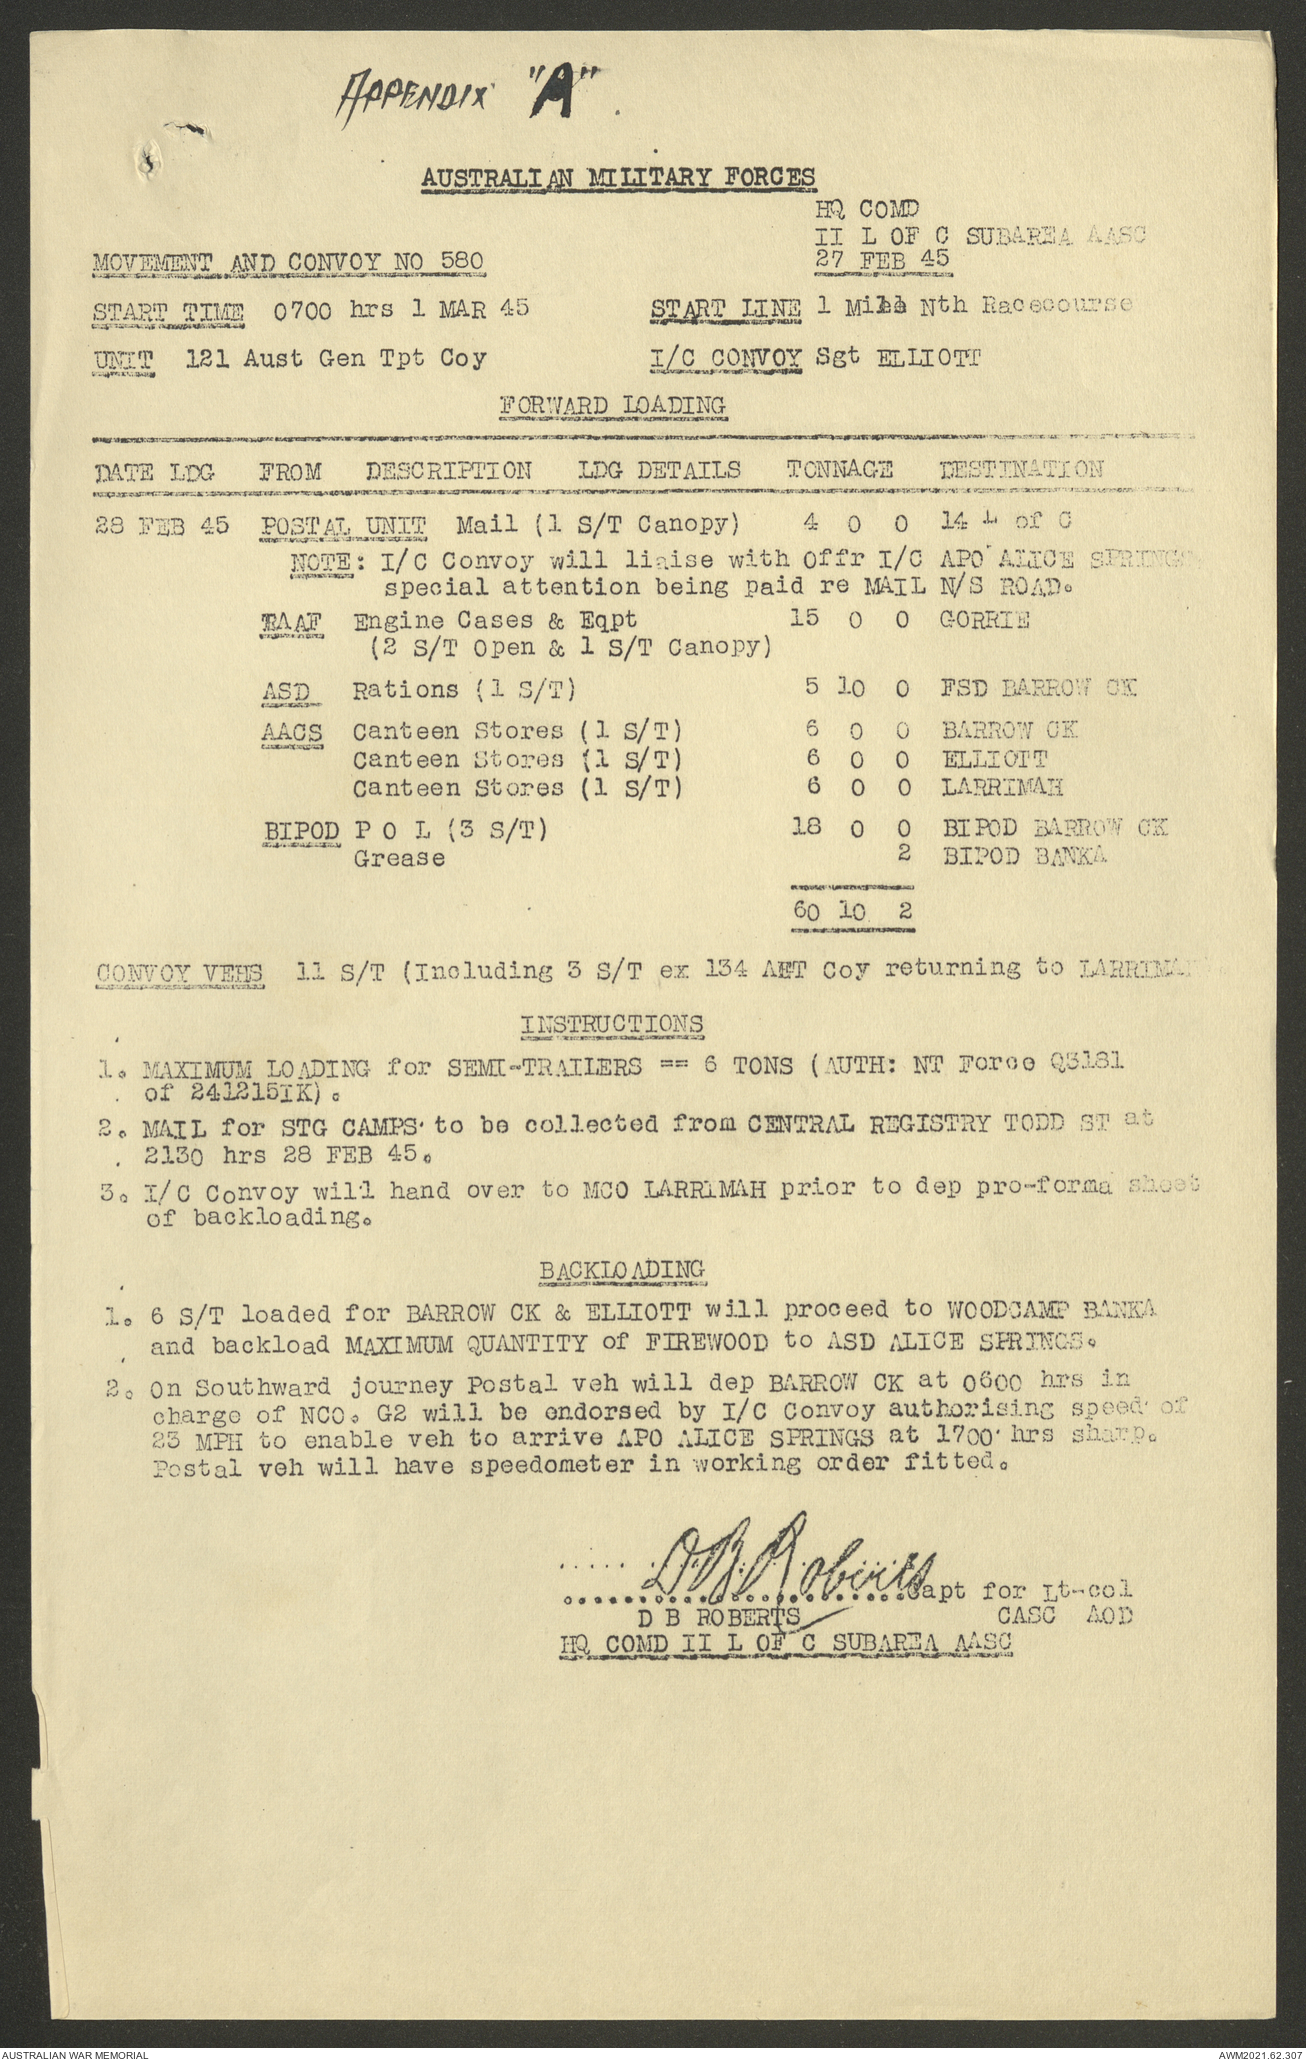 APPENDIX "A".
AUSTRALIAN MILITARY FORCES
HQ COMD
II L OF C SUBAREA AASC
MOVEMENT AND CONVOY NO 580
27 FEB 45
START TIME 0700 hrs 1 MAR 45 START LINE 1 Mile Nth Racecourse
UNIT 121 Aust Gen Tpt Coy I/C CONVOY Sgt ELLIOTT
FORWARD LOADING
DATE LDG FROM DESCRIPTION LDG DETAILS TONNAGE DESTINATION
28 FEB 45 POSTAL UNIT Mail (1 S/T Canopy) 4 0 0 14 L of C
NOTE: I/C Convoy will liaise with Offr I/C APO ALICE SPRINGS
special attention being paid re MAIL N/S ROAD.
RAAF Engine Cases & Eqpt 15 0 0 GORRIE
(2 S/T Open & 1 S/T Canopy)
ASD Rations (1 S/T) 5 10 0 FSD BARROW CK
AACS Canteen Stores (1 S/T) 6 0 0 BARROW CK
Canteen Stores (1 S/T) 6 0 0 ELLIOTT
Canteen Stores (1 S/T) 6 0 0 LARRIMAH
BIPOD P O L (3 S/T) 18 0 0 BIPOD BARROW CK
Grease 2 BIPOD BANKA
60 10 2
CONVOY VEHS 11 S/T (Including 3 S/T ex 134 AGT Coy returning to LARRIMAH
INSTRUCTIONS
1. MAXIMUM LOADING for SEMI-TRAILERS == 6 TONS (AUTH: NT Force Q3181
of 241215IK).
2. MAIL for STG CAMPS to be collected from CENTRAL REGISTRY TODD ST at
2130 hrs 28 FEB 45.
3. I/C Convoy will hand over to MCO LARRIMAH prior to dep pro-forma sheet
of backloading.
BACKLOADING
1. 6 S/T loaded for BARROW CK & ELLIOTT will proceed to WOODCAMP BANKA
and backload MAXIMUM QUANTITY of FIREWOOD to ASD ALICE SPRINGS.
2. On Southward journey Postal veh will dep BARROW CK at 0600 hrs in
charge of NCO. G2 will be endorsed by I/C Convoy authorising speed of
23 MPH to enable veh to arrive APO ALICE SPRINGS at 1700 hrs sharp.
Postal veh will have speedometer in working order fitted.
D B Roberts
Capt for Lt-col
D B ROBERTS CASC AOD
HQ COMD II L OF C SUBAREA AASC
AUSTRALIAN WAR MEMORIAL AWM2021.62.307